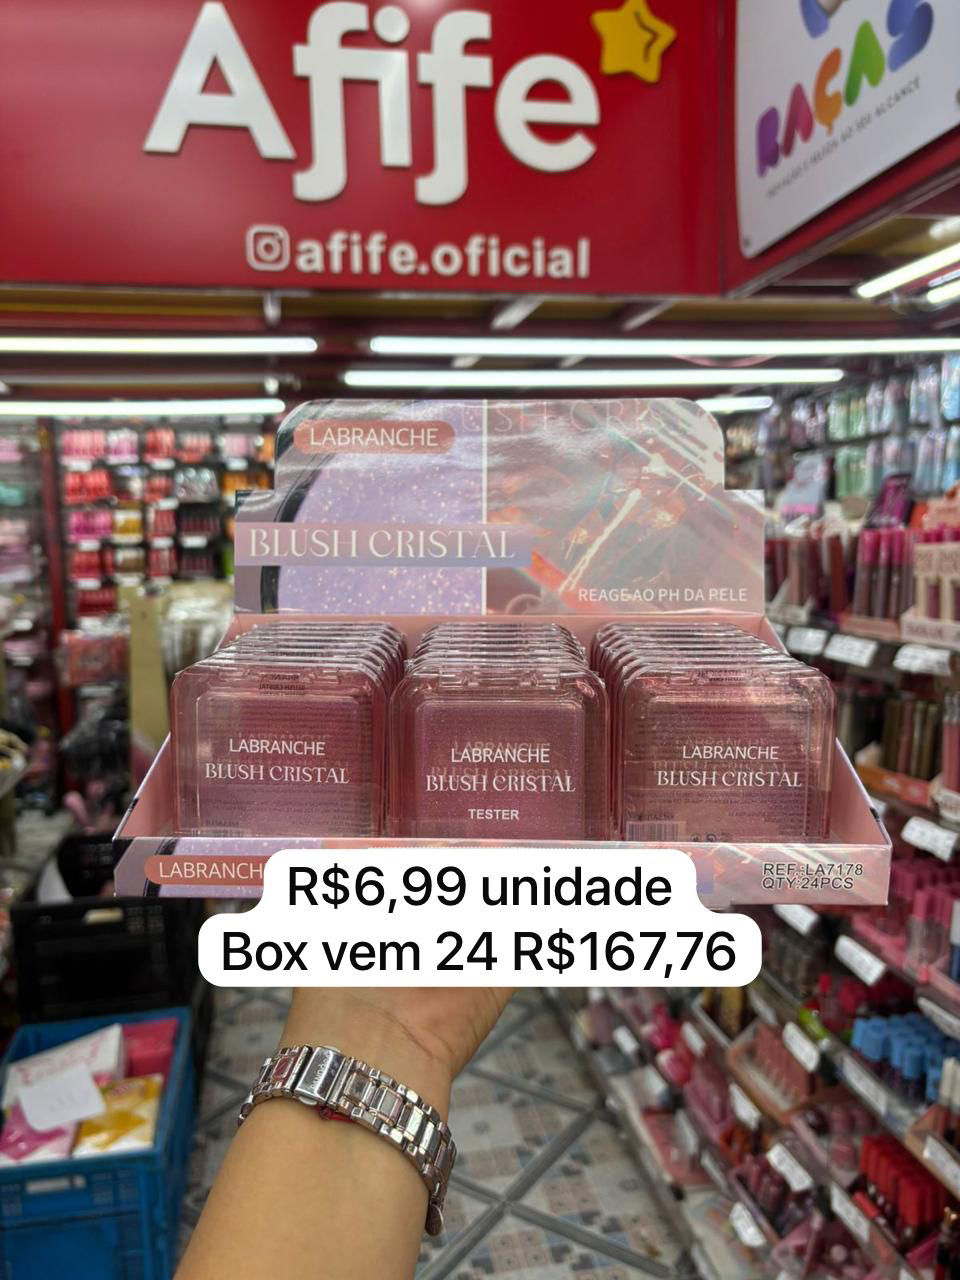 Afife
@afife.oficial
RAÇAS
LABRANCHE
BLUSH CRISTAL
REAGE AO PH DA PELE
LABRANCHE
BLUSH CRISTAL
LABRANCHE
BLUSH CRISTAL
TESTER
LABRANCHE
BLUSH CRISTAL
LABRANCHE
REF.:LA7178
QTY:24PCS
R$6,99 unidade
Box vem 24 R$167,76